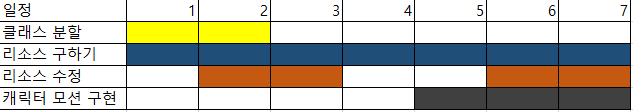 일정 1 2 3 4 5 6 7
클래스 분할
리소스 구하기
리소스 수정
캐릭터 모션 구현